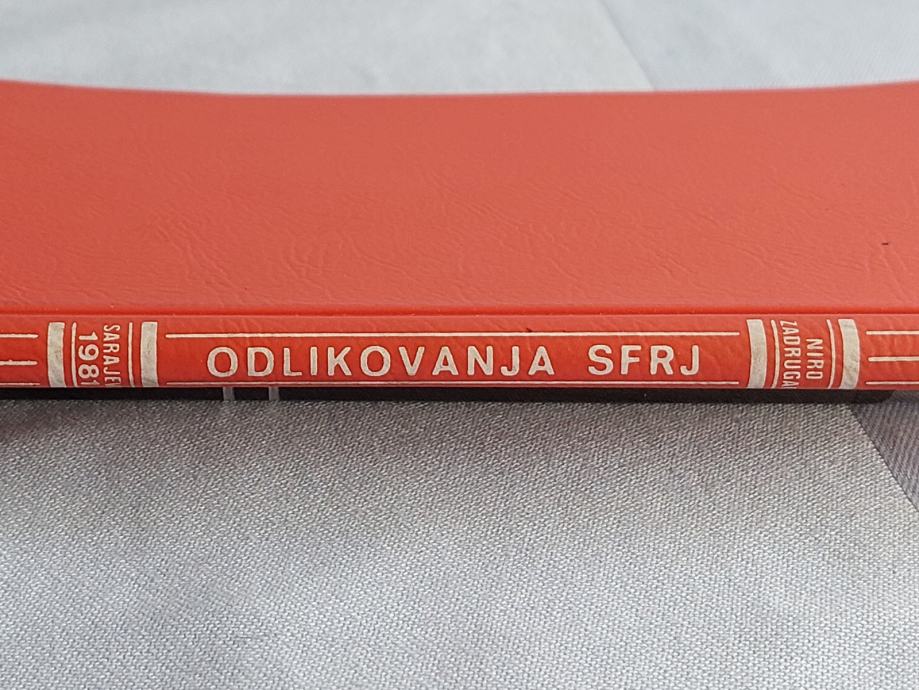 SARAJE
1981
ODLIKOVANJA SFRJ
NIRO
ZADRUGA